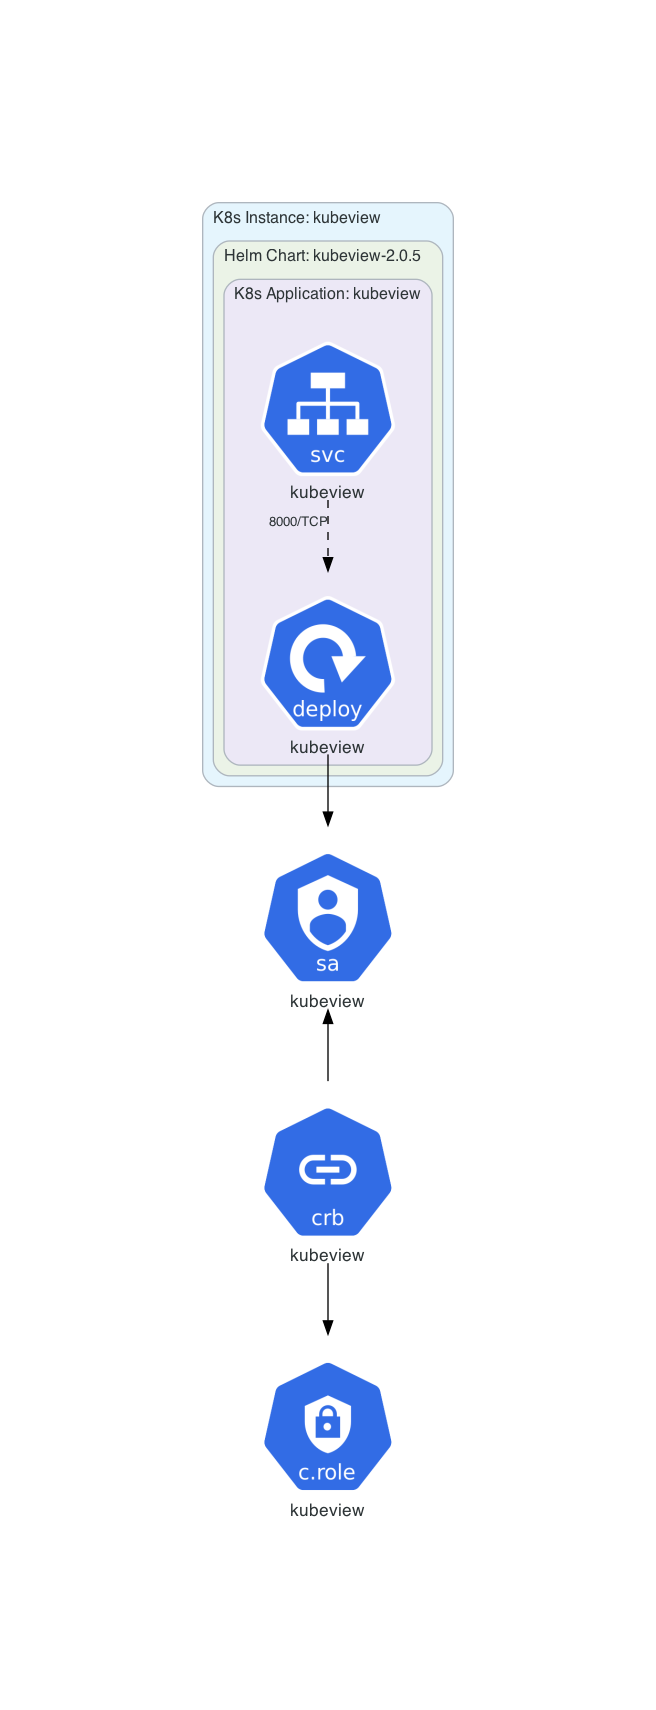 K8s Instance: kubeview
Helm Chart: kubeview-2.0.5
K8s Application: kubeview
svc
kubeview
8000/TCP
deploy
kubeview
sa
kubeview
crb
kubeview
c.role
kubeview